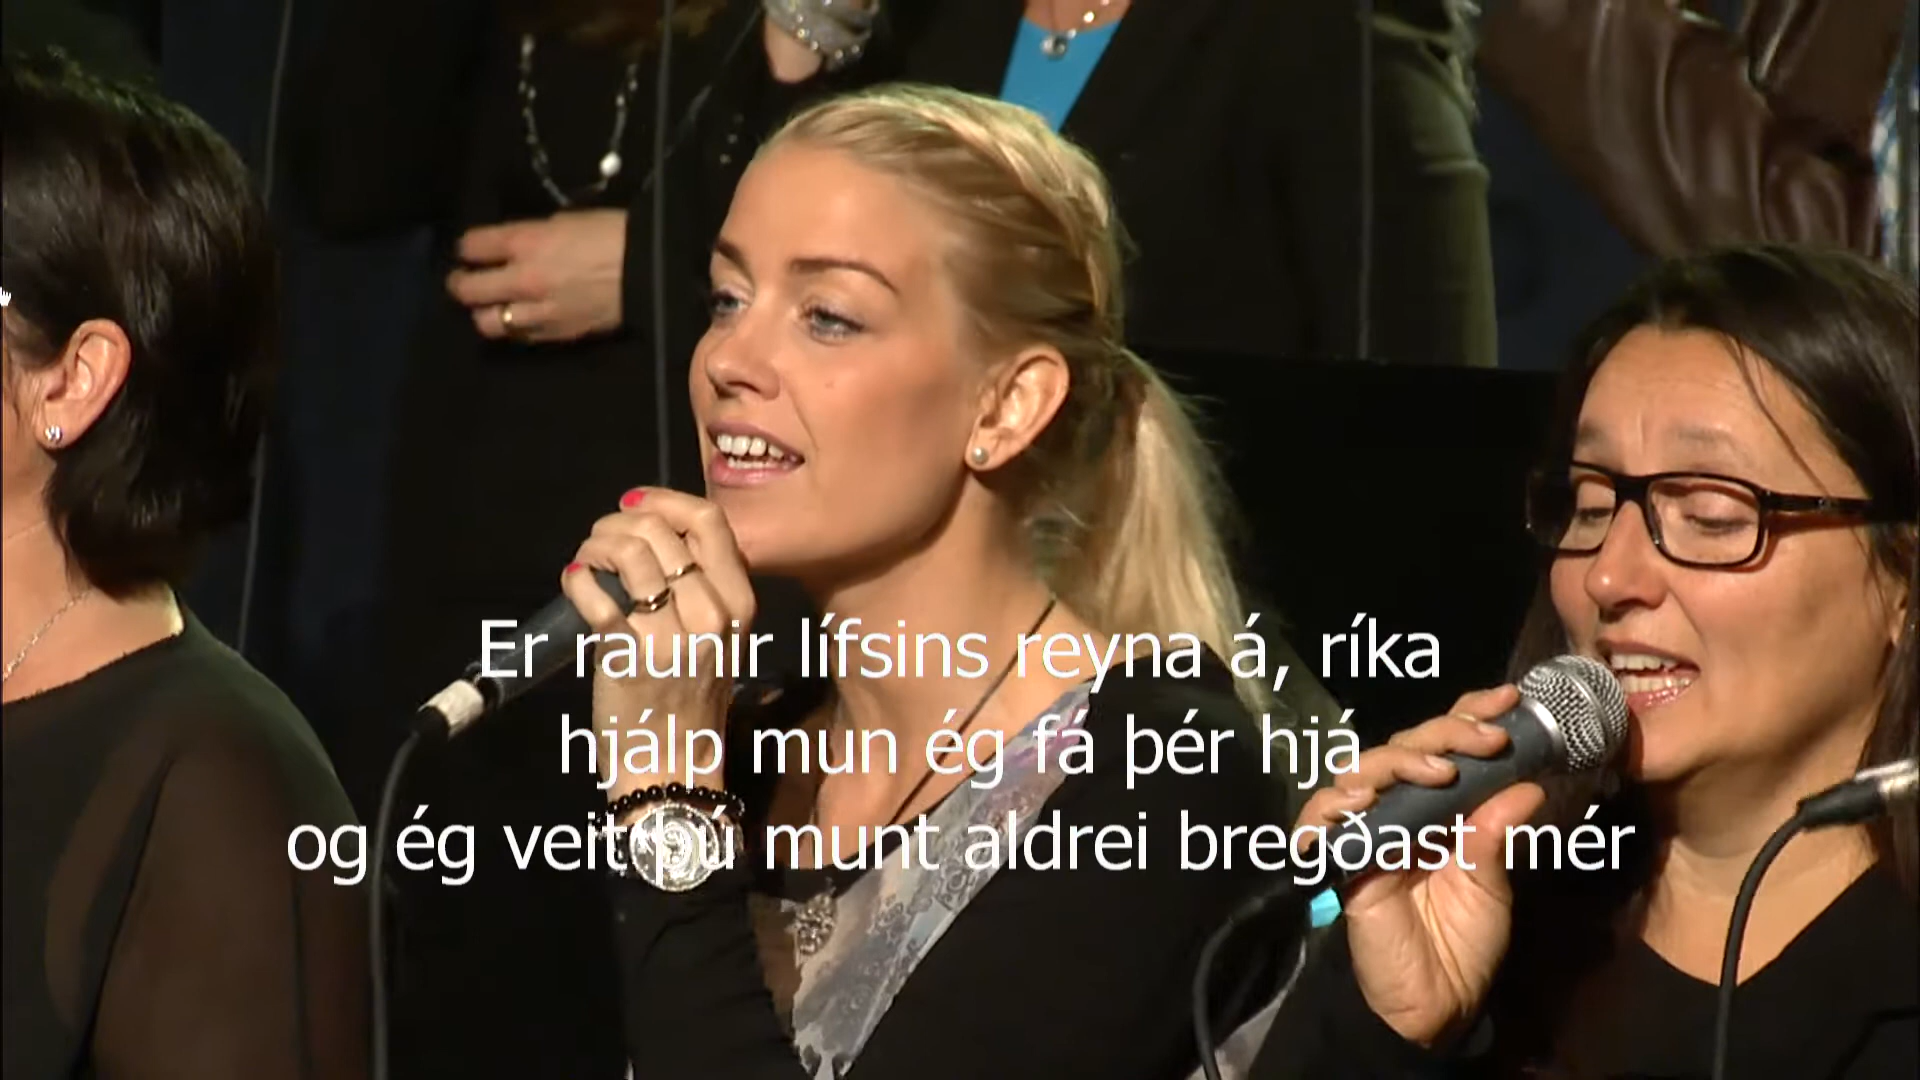 Er raunir lífsins reyna á, ríka
hjálp mun ég fá þér hjá
og ég veit þú munt aldrei bregðast mér